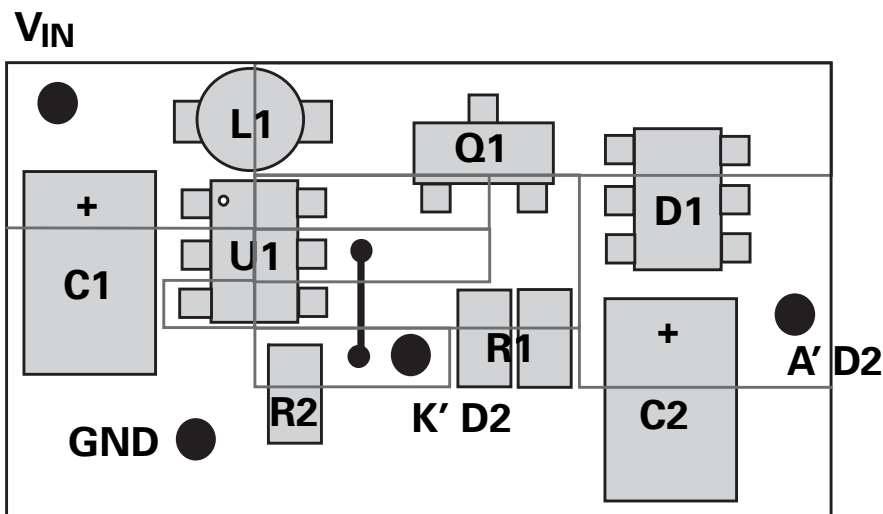 VIN
L1
Q1
+
D1
U1
C1
+
R1
A′ D2
R2
K′ D2
C2
GND